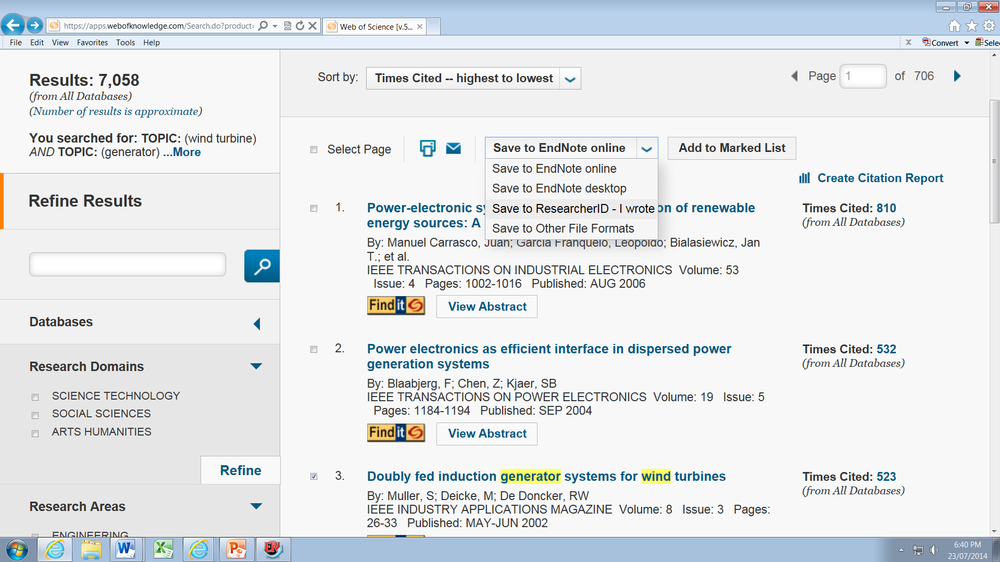 https://apps.webofknowledge.com/Search.do?product=
Web of Science [v.5...
File Edit View Favorites Tools Help
Convert
Sele
Results: 7,058
(from All Databases)
(Number of results is approximate)
You searched for: TOPIC: (wind turbine)
AND TOPIC: (generator) ...More
Refine Results
Databases
Research Domains
SCIENCE TECHNOLOGY
SOCIAL SCIENCES
ARTS HUMANITIES
Refine
Research Areas
ENGINEERING
Sort by: Times Cited -- highest to lowest
Page 1 of 706
Select Page
Save to EndNote online
Add to Marked List
Save to EndNote online
Save to EndNote desktop
Save to ResearcherID - I wrote
Save to Other File Formats
Create Citation Report
1. Power-electronic sy on of renewable
energy sources: A
By: Manuel Carrasco, Juan; Garcia Franquelo, Leopoldo; Bialasiewicz, Jan
T.; et al.
IEEE TRANSACTIONS ON INDUSTRIAL ELECTRONICS Volume: 53
Issue: 4 Pages: 1002-1016 Published: AUG 2006
Find it
View Abstract
Times Cited: 810
(from All Databases)
2. Power electronics as efficient interface in dispersed power
generation systems
By: Blaabjerg, F; Chen, Z; Kjaer, SB
IEEE TRANSACTIONS ON POWER ELECTRONICS Volume: 19 Issue: 5
Pages: 1184-1194 Published: SEP 2004
Find it
View Abstract
Times Cited: 532
(from All Databases)
3. Doubly fed induction generator systems for wind turbines
By: Muller, S; Deicke, M; De Doncker, RW
IEEE INDUSTRY APPLICATIONS MAGAZINE Volume: 8 Issue: 3 Pages:
26-33 Published: MAY-JUN 2002
Times Cited: 523
(from All Databases)
6:40 PM
23/07/2014